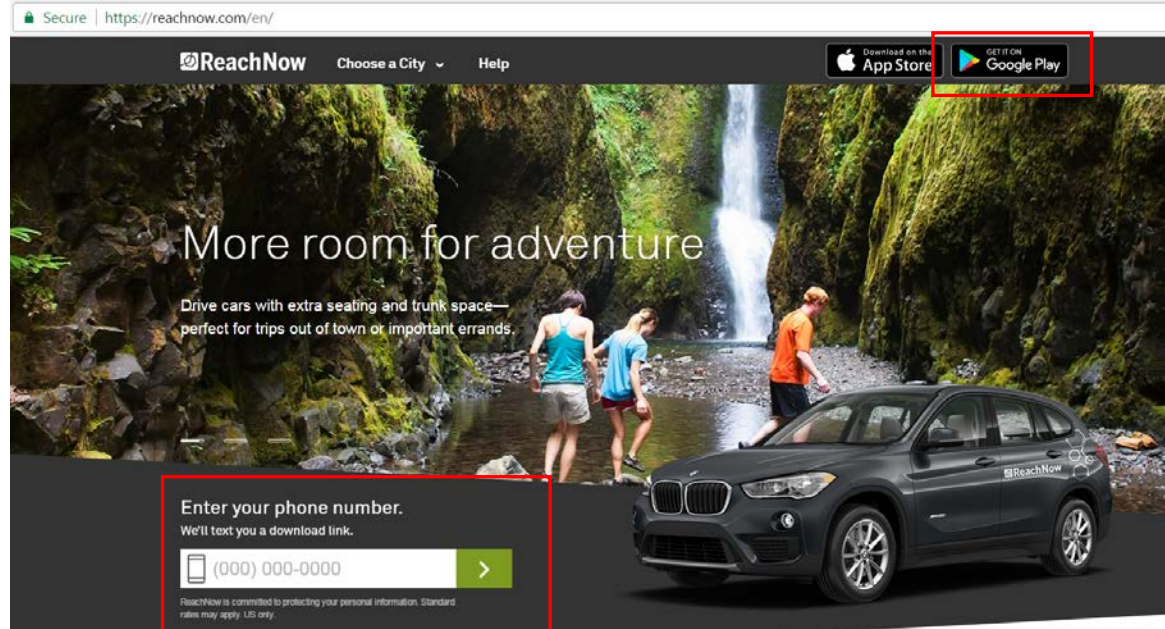 Secure | https://reachnow.com/en/
ReachNow Choose a City Help
Download on the
App Store
GET IT ON
Google Play
More room for adventure
Drive cars with extra seating and trunk space—
perfect for trips out of town or important errands.
ReachNow
Enter your phone number.
We'll text you a download link.
(000) 000-0000
ReachNow is committed to protecting your personal information. Standard
rates may apply. US only.